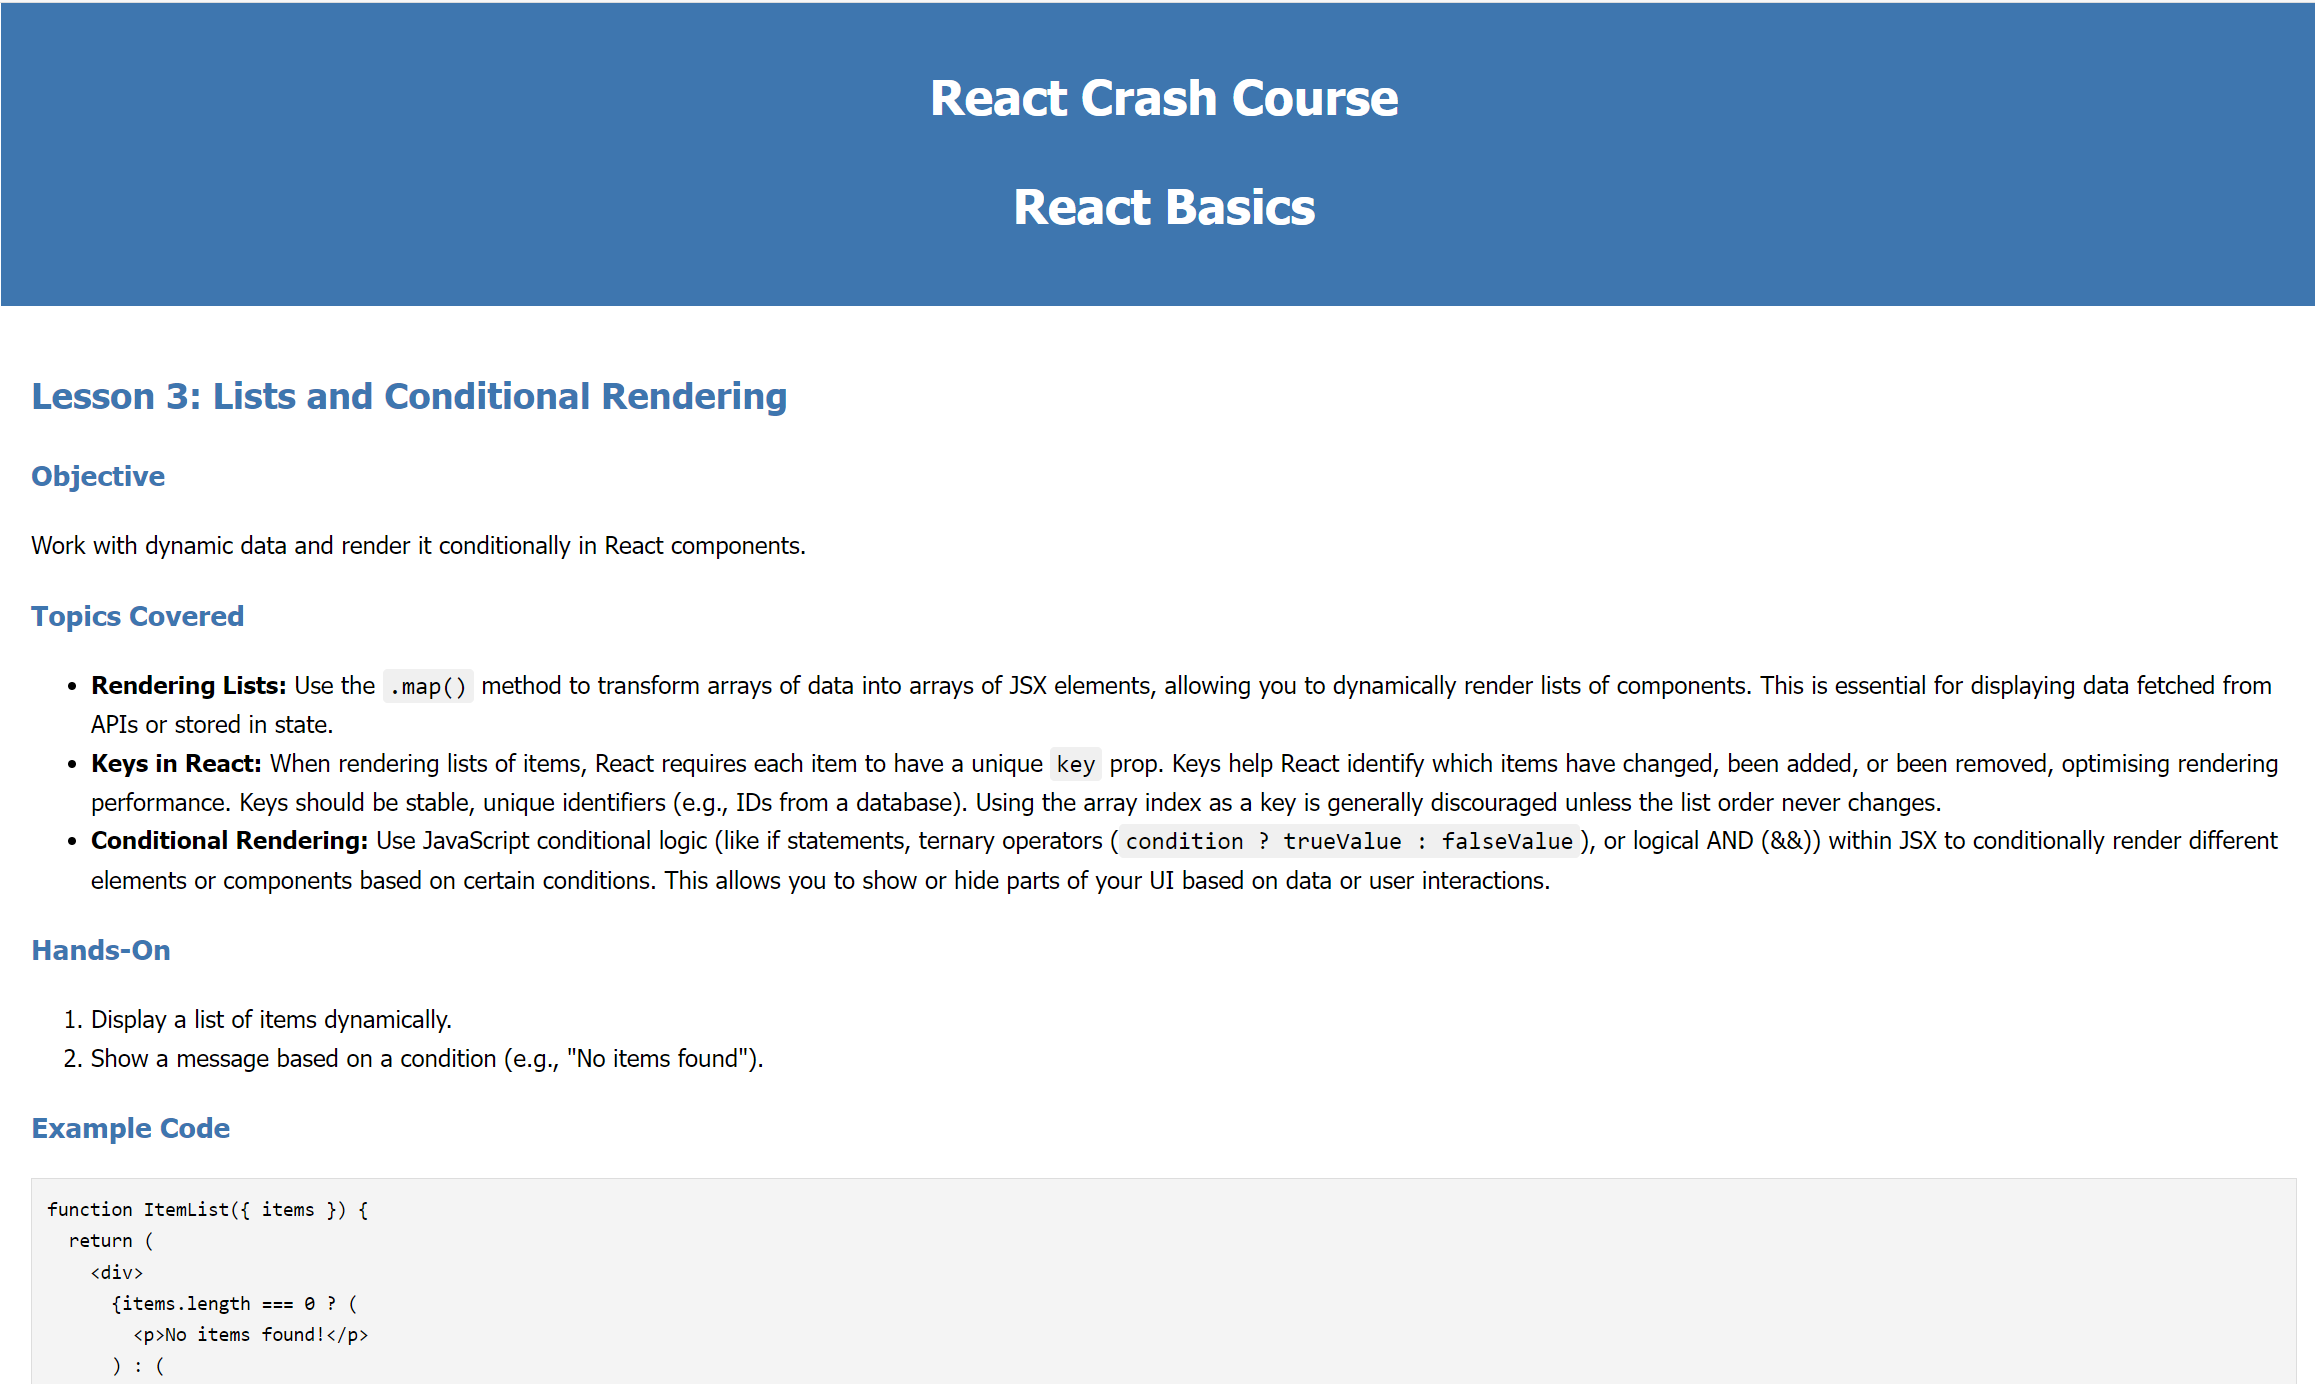 React Crash Course
React Basics
Lesson 3: Lists and Conditional Rendering
Objective
Work with dynamic data and render it conditionally in React components.
Topics Covered
• Rendering Lists: Use the .map() method to transform arrays of data into arrays of JSX elements, allowing you to dynamically render lists of components. This is essential for displaying data fetched from
APIs or stored in state.
• Keys in React: When rendering lists of items, React requires each item to have a unique key prop. Keys help React identify which items have changed, been added, or been removed, optimising rendering
performance. Keys should be stable, unique identifiers (e.g., IDs from a database). Using the array index as a key is generally discouraged unless the list order never changes.
• Conditional Rendering: Use JavaScript conditional logic (like if statements, ternary operators (condition ? trueValue : falseValue), or logical AND (&&)) within JSX to conditionally render different
elements or components based on certain conditions. This allows you to show or hide parts of your UI based on data or user interactions.
Hands-On
1. Display a list of items dynamically.
2. Show a message based on a condition (e.g., "No items found").
Example Code
function ItemList({ items }) {
  return (
    <div>
      {items.length === 0 ? (
        <p>No items found!</p>
      ) : (